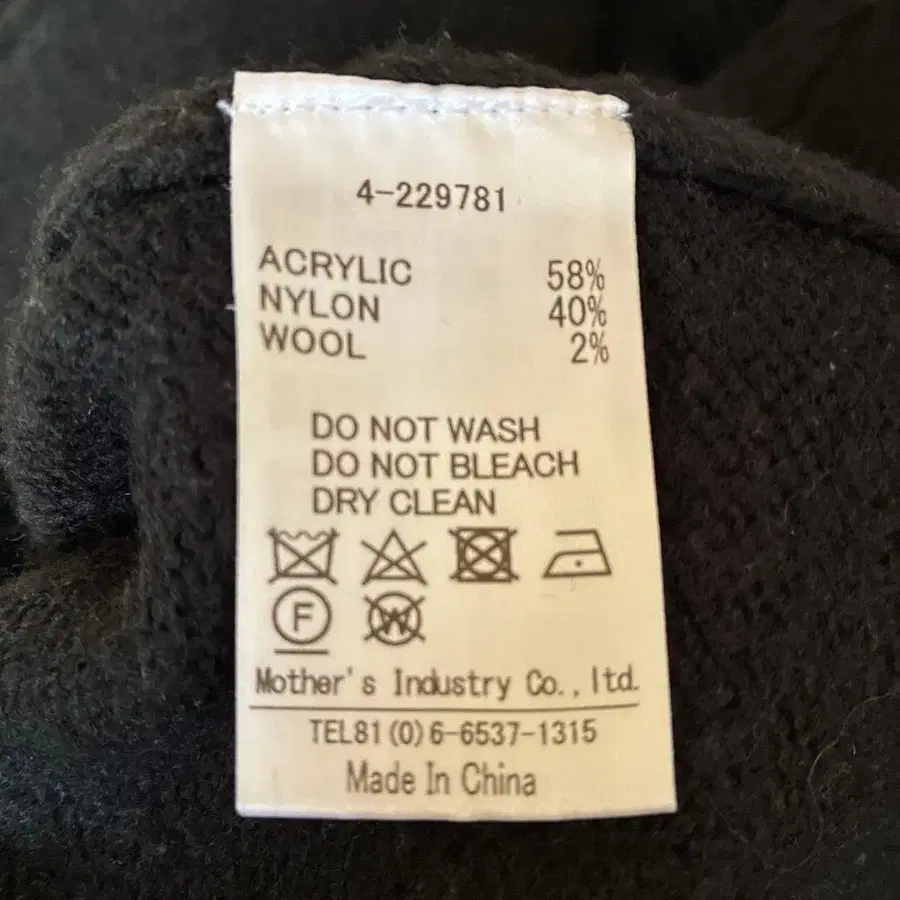 4-229781
ACRYLIC 58%
NYLON 40%
WOOL 2%
DO NOT WASH
DO NOT BLEACH
DRY CLEAN
F W
Mother's Industry Co.,ltd.
TEL81(0)6-6537-1315
Made In China